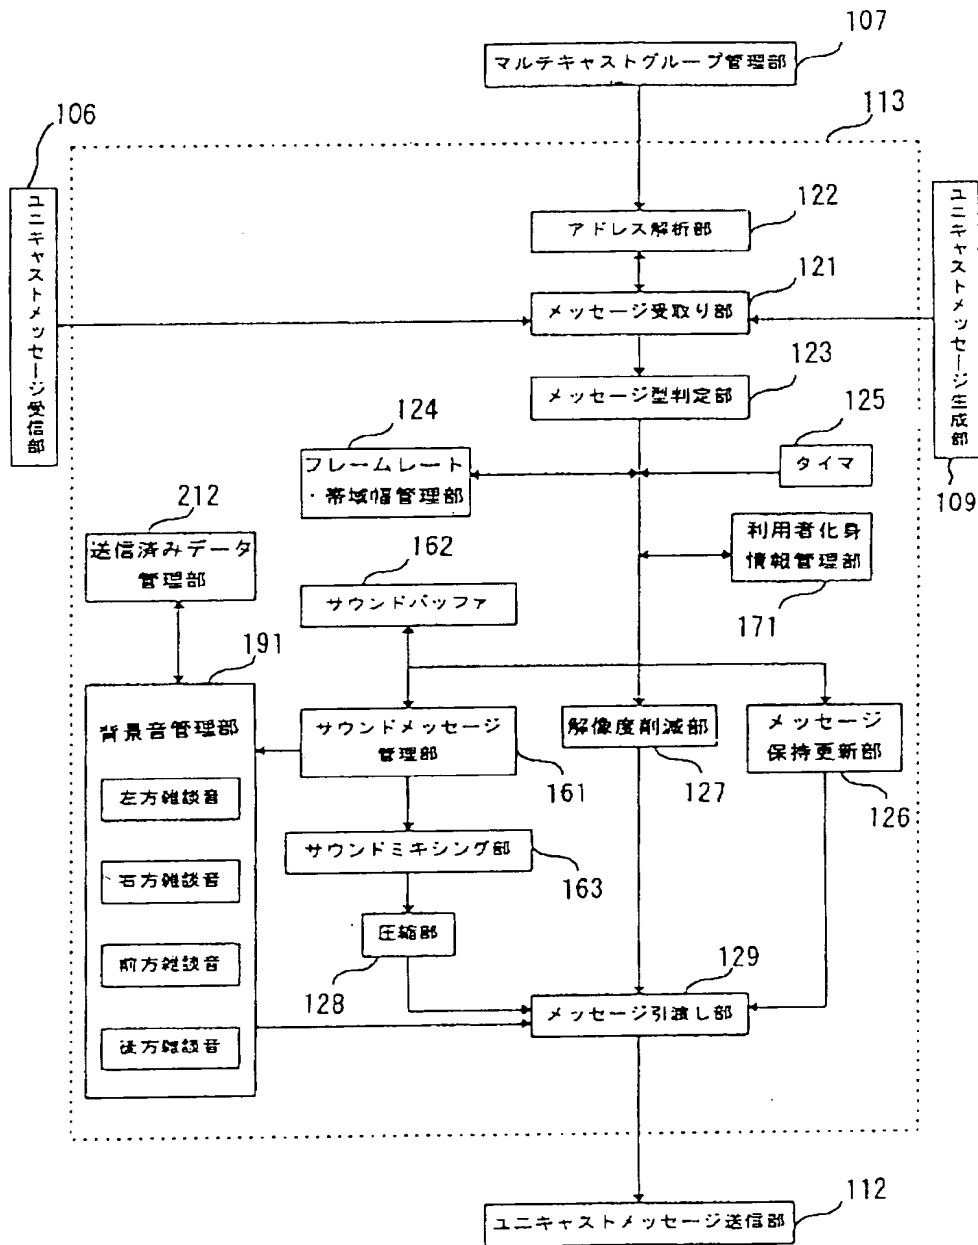 107
マルチキャストグループ管理部
106
113
ユニキャストメッセージ受信部
ユニキャストメッセージ生成部
122
アドレス解析部
121
メッセージ受取り部
123
メッセージ型判定部
124
125
フレームレート
・帯域幅管理部
タイマ
109
212
送信済みデータ
管理部
162
サウンドバッファ
利用者化身
情報管理部
171
191
背景音管理部
サウンドメッセージ
管理部
161
解像度削減部
127
メッセージ
保持更新部
126
左方雑談音
サウンドミキシング部
163
右方雑談音
圧縮部
128
前方雑談音
129
メッセージ引渡し部
後方雑談音
112
ユニキャストメッセージ送信部